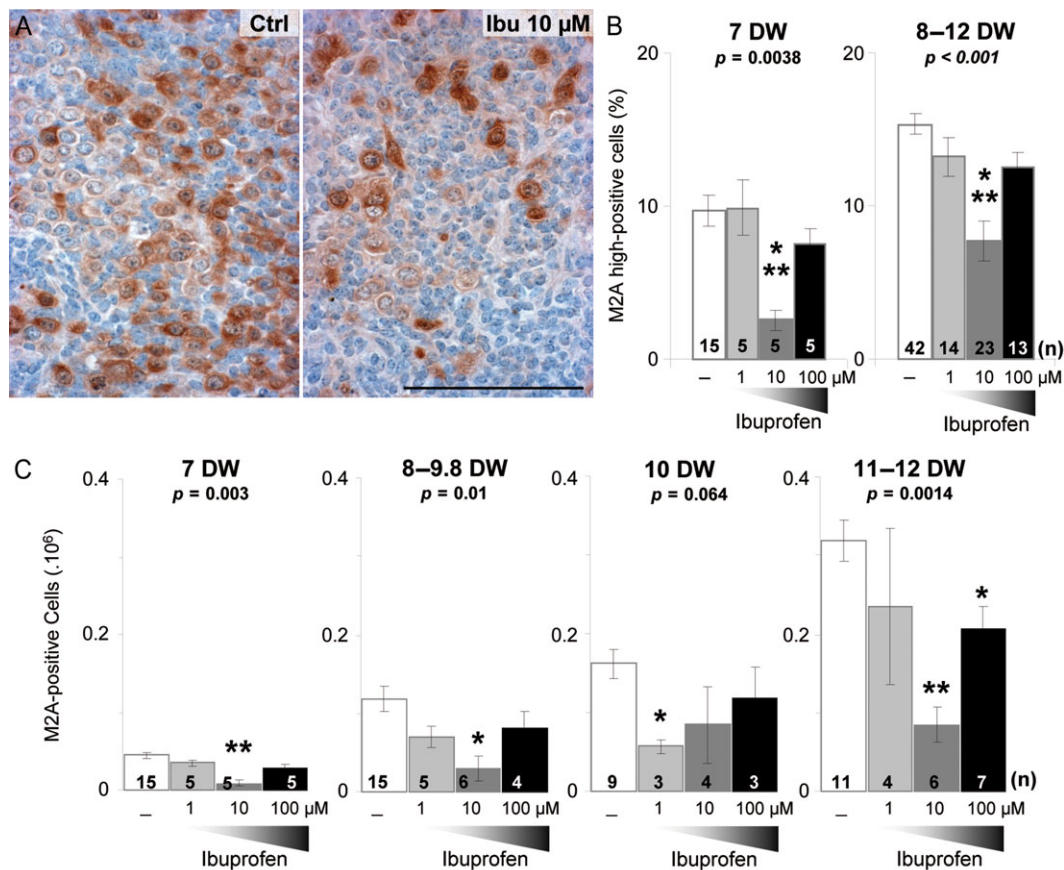 A
Ctrl
Ibu 10 µM
B
7 DW
p = 0.0038
8–12 DW
p < 0.001
M2A high-positive cells (%)
20
10
0
15 5 5 5
– 1 10 100 µM
Ibuprofen
* **
20
10
0
42 14 23 13 (n)
– 1 10 100 µM
Ibuprofen
* **
C
7 DW
p = 0.003
8–9.8 DW
p = 0.01
10 DW
p = 0.064
11–12 DW
p = 0.0014
M2A-positive Cells (.10⁶)
0.4
0.2
0
**
15 5 5 5
– 1 10 100 µM
Ibuprofen
0.4
0.2
0
*
15 5 6 4
– 1 10 100 µM
Ibuprofen
0.4
0.2
0
*
9 3 4 3
– 1 10 100 µM
Ibuprofen
0.4
0.2
0
** *
11 4 6 7 (n)
– 1 10 100 µM
Ibuprofen